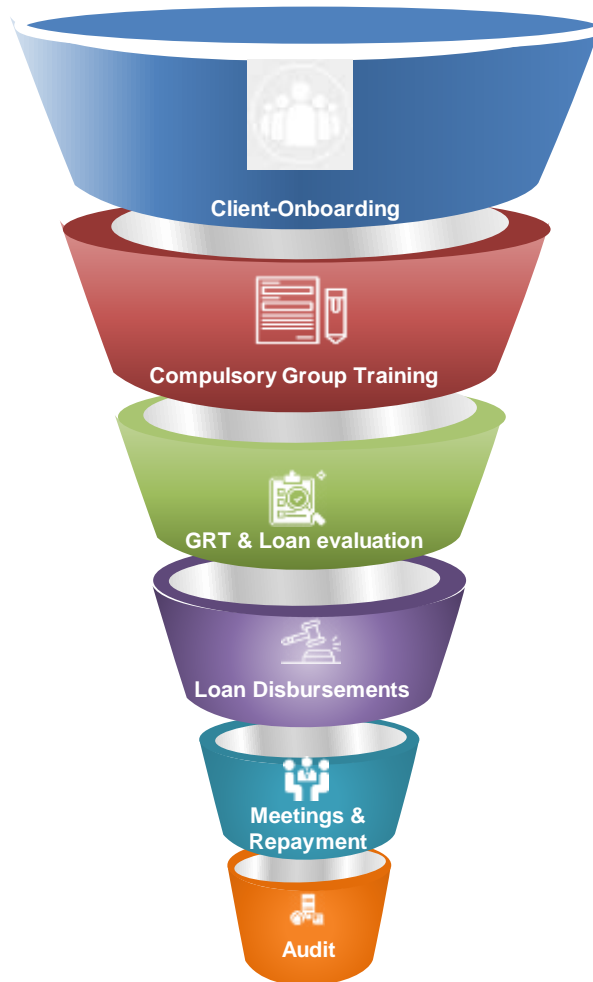 Client-Onboarding
Compulsory Group Training
GRT & Loan evaluation
Loan Disbursements
Meetings &
Repayment
Audit